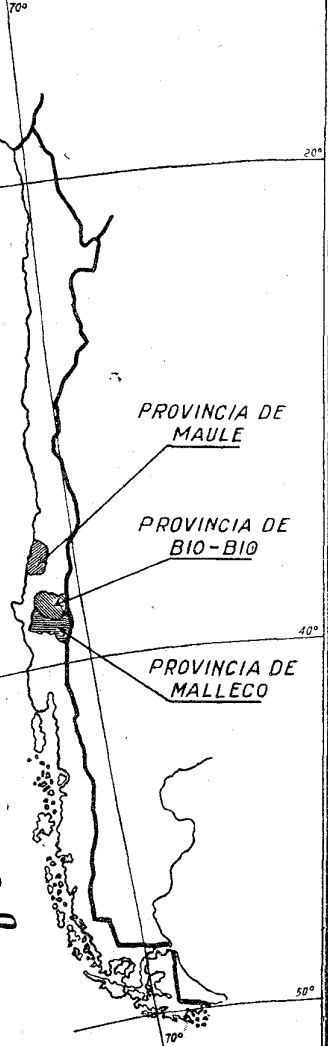 70°
20°
PROVINCIA DE
MAULE
PROVINCIA DE
BIO-BIO
40°
PROVINCIA DE
MALLECO
50°
70°